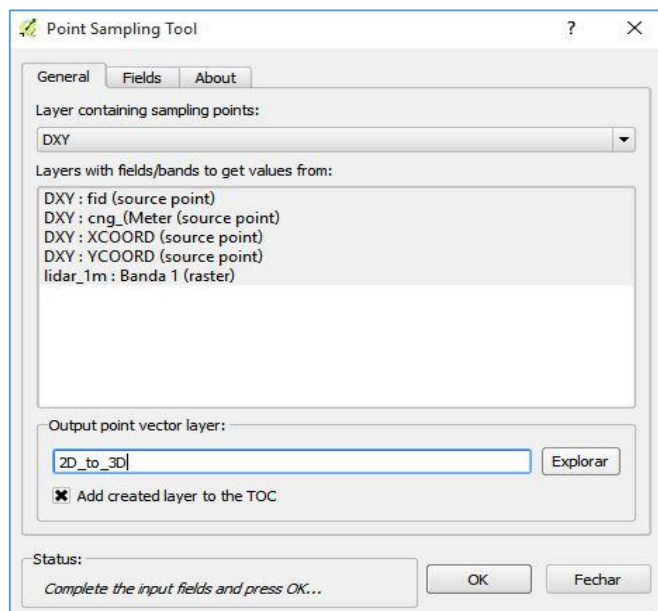 Point Sampling Tool
? X
General Fields About
Layer containing sampling points:
DXY
Layers with fields/bands to get values from:
DXY : fid (source point)
DXY : cng_(Meter (source point)
DXY : XCOORD (source point)
DXY : YCOORD (source point)
lidar_1m : Banda 1 (raster)
Output point vector layer:
2D_to_3D
Explorar
Add created layer to the TOC
Status:
Complete the input fields and press OK...
OK
Fechar